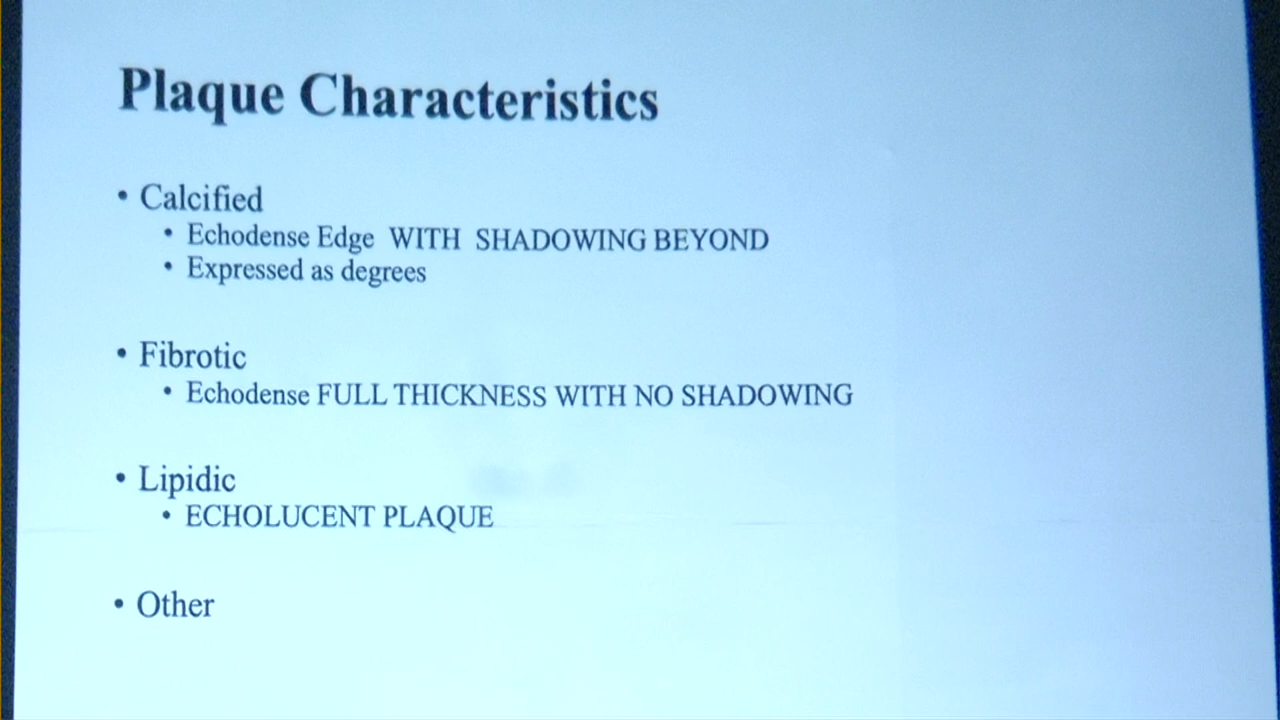 Plaque Characteristics
• Calcified
• Echodense Edge WITH SHADOWING BEYOND
• Expressed as degrees
• Fibrotic
• Echodense FULL THICKNESS WITH NO SHADOWING
• Lipidic
• ECHOLUCENT PLAQUE
• Other